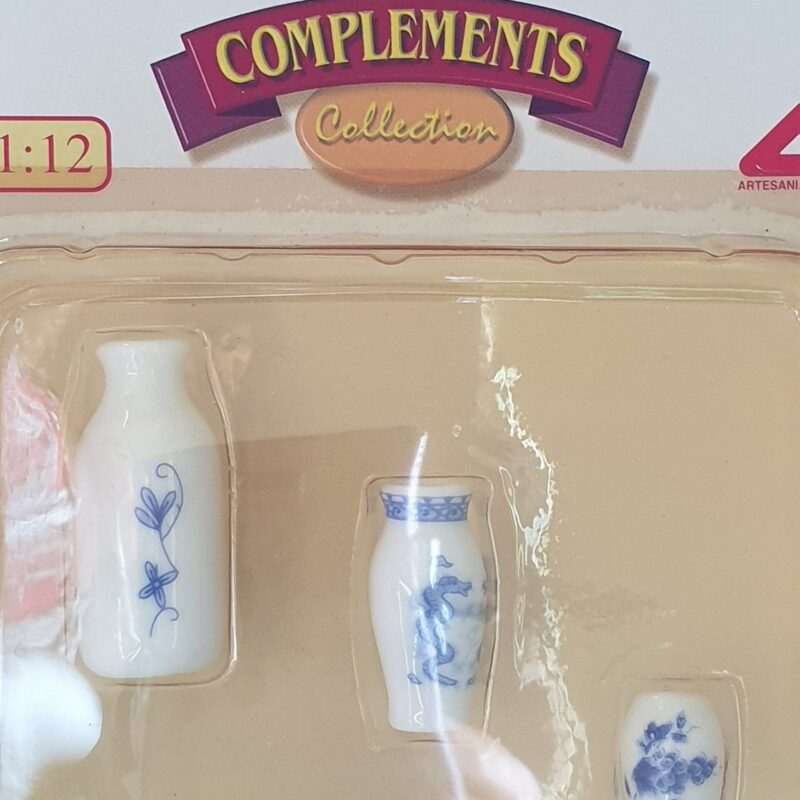 COMPLEMENTS
Collection
1:12
ARTESANI